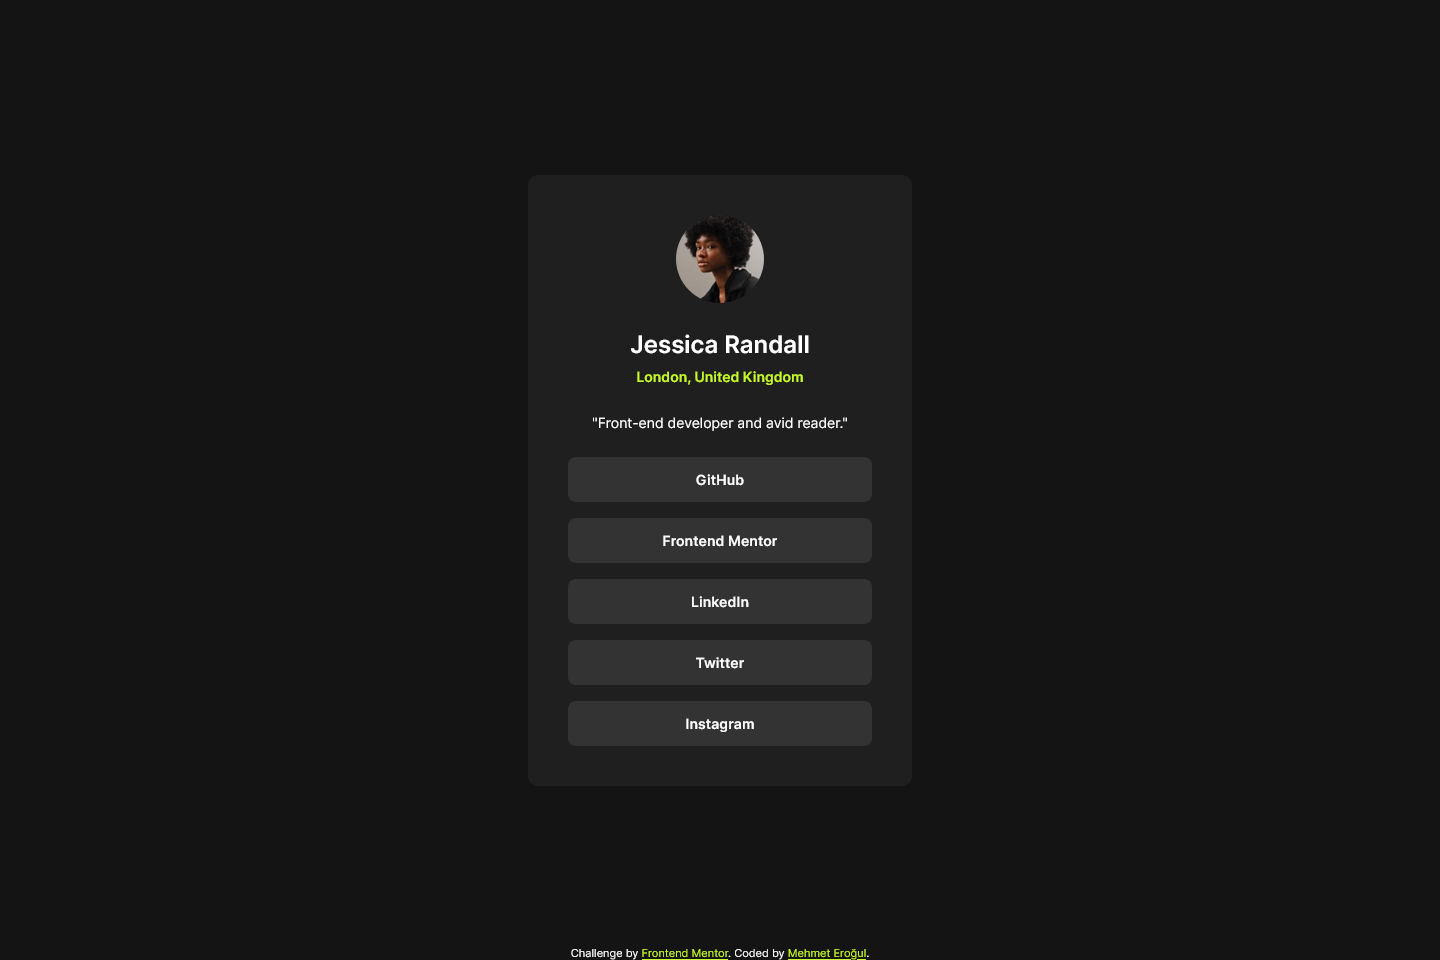 Jessica Randall
London, United Kingdom
"Front-end developer and avid reader."
GitHub
Frontend Mentor
LinkedIn
Twitter
Instagram
Challenge by Frontend Mentor. Coded by Mehmet Eroğul.